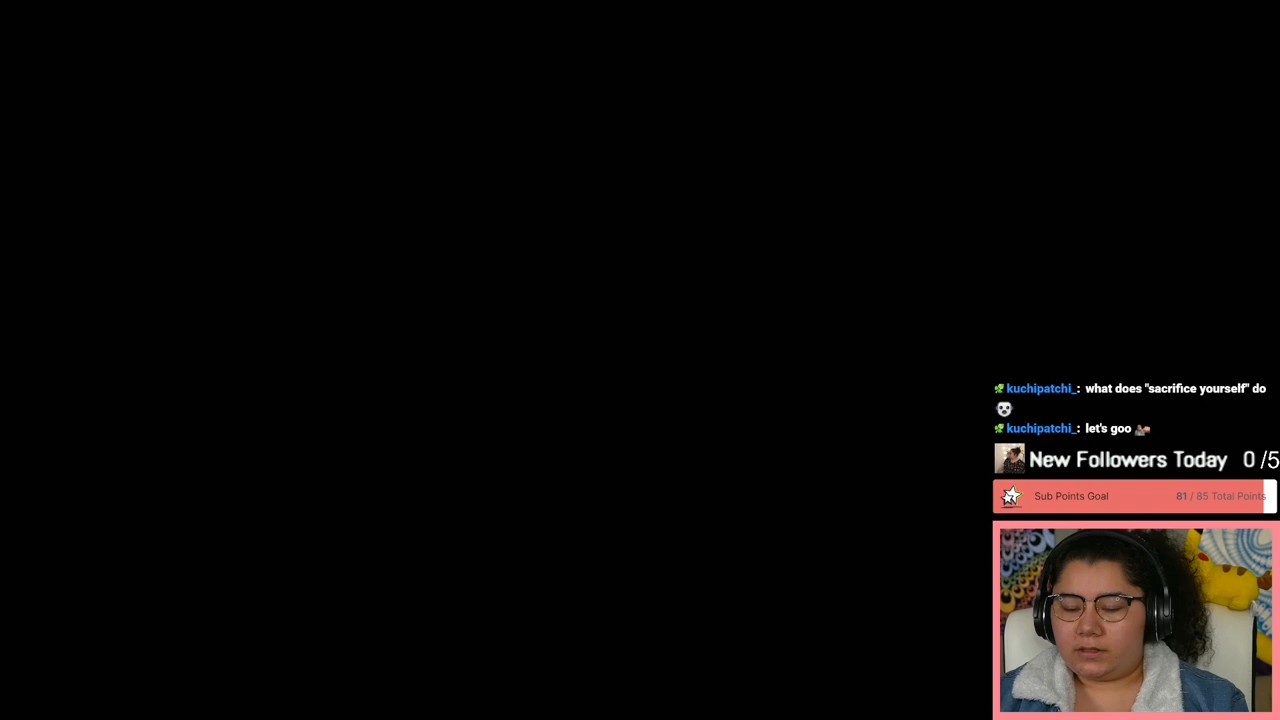 kuchipatchi_: what does "sacrifice yourself" do
kuchipatchi_: let's goo
New Followers Today 0 /5
Sub Points Goal 81 / 85 Total Points